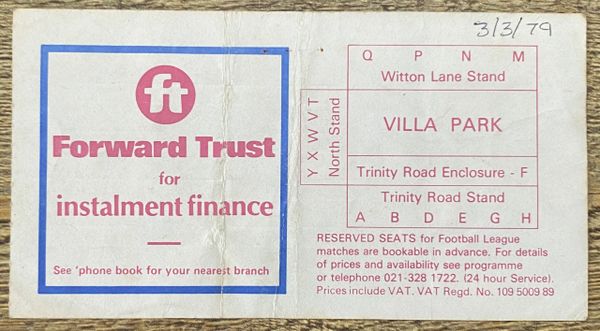 3/3/79
ft
Forward Trust
for
instalment finance
See 'phone book for your nearest branch
Q P N M
Witton Lane Stand
Y X W V T
North Stand
VILLA PARK
Trinity Road Enclosure - F
Trinity Road Stand
A B D E G H
RESERVED SEATS for Football League
matches are bookable in advance. For details
of prices and availability see programme
or telephone 021-328 1722. (24 hour Service).
Prices include VAT. VAT Regd. No. 109 5009 89